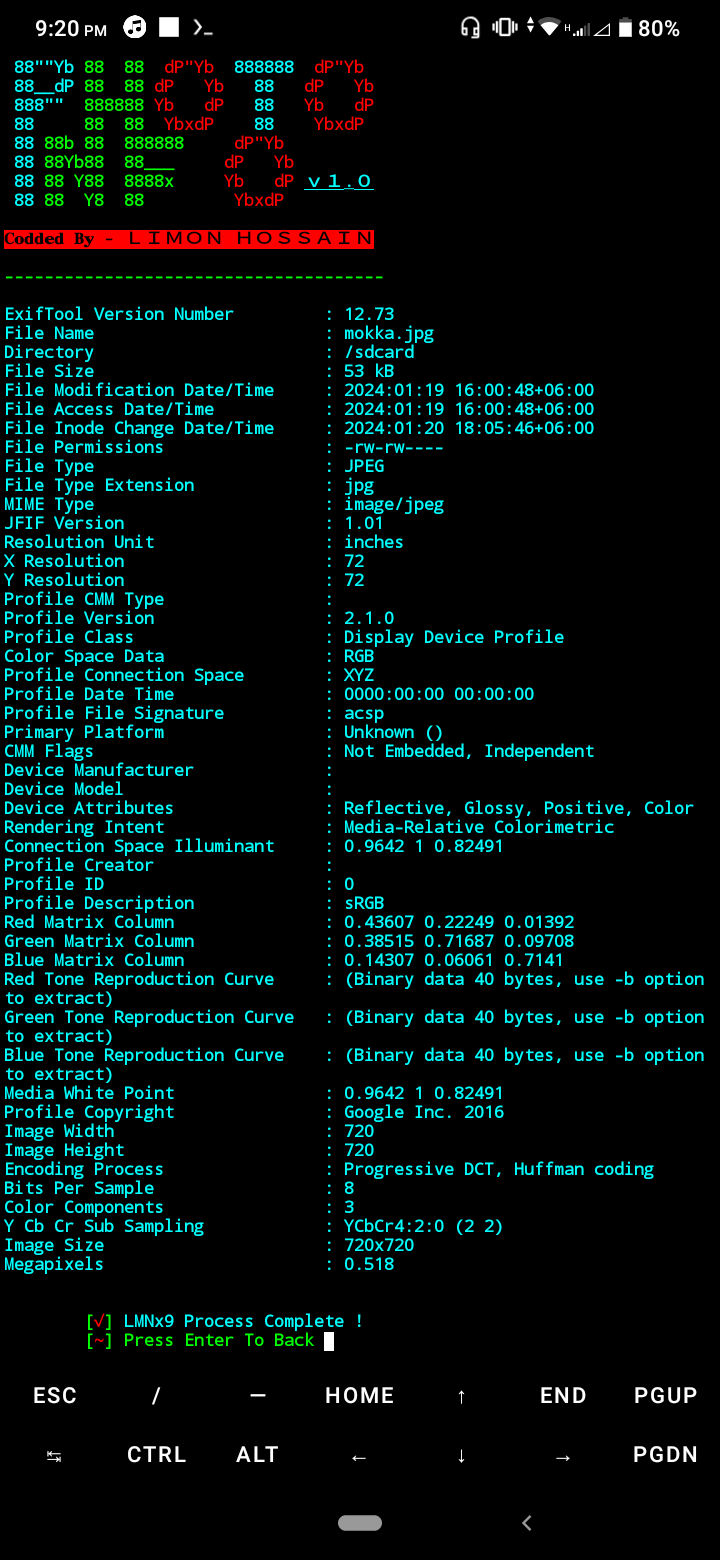 9:20 PM 80%
88""Yb 88  88  dP"Yb  888888  dP"Yb
88__dP 88  88 dP   Yb   88   dP   Yb
888""  888888 Yb   dP   88   Yb   dP
88     88  88  YbxdP    88    YbxdP
88 88b 88  888888     dP"Yb
88 88Yb88  88___     dP   Yb
88 88 Y88  8888x     Yb   dP v1.0
88 88  Y8  88         YbxdP
Codded By - LIMON HOSSAIN
--------------------------------------
ExifTool Version Number : 12.73
File Name : mokka.jpg
Directory : /sdcard
File Size : 53 kB
File Modification Date/Time : 2024:01:19 16:00:48+06:00
File Access Date/Time : 2024:01:19 16:00:48+06:00
File Inode Change Date/Time : 2024:01:20 18:05:46+06:00
File Permissions : -rw-rw----
File Type : JPEG
File Type Extension : jpg
MIME Type : image/jpeg
JFIF Version : 1.01
Resolution Unit : inches
X Resolution : 72
Y Resolution : 72
Profile CMM Type :
Profile Version : 2.1.0
Profile Class : Display Device Profile
Color Space Data : RGB
Profile Connection Space : XYZ
Profile Date Time : 0000:00:00 00:00:00
Profile File Signature : acsp
Primary Platform : Unknown ()
CMM Flags : Not Embedded, Independent
Device Manufacturer :
Device Model :
Device Attributes : Reflective, Glossy, Positive, Color
Rendering Intent : Media-Relative Colorimetric
Connection Space Illuminant : 0.9642 1 0.82491
Profile Creator :
Profile ID : 0
Profile Description : sRGB
Red Matrix Column : 0.43607 0.22249 0.01392
Green Matrix Column : 0.38515 0.71687 0.09708
Blue Matrix Column : 0.14307 0.06061 0.7141
Red Tone Reproduction Curve : (Binary data 40 bytes, use -b option
to extract)
Green Tone Reproduction Curve : (Binary data 40 bytes, use -b option
to extract)
Blue Tone Reproduction Curve : (Binary data 40 bytes, use -b option
to extract)
Media White Point : 0.9642 1 0.82491
Profile Copyright : Google Inc. 2016
Image Width : 720
Image Height : 720
Encoding Process : Progressive DCT, Huffman coding
Bits Per Sample : 8
Color Components : 3
Y Cb Cr Sub Sampling : YCbCr4:2:0 (2 2)
Image Size : 720x720
Megapixels : 0.518
[√] LMNx9 Process Complete !
[~] Press Enter To Back
ESC / — HOME ↑ END PGUP
↹ CTRL ALT ← ↓ → PGDN